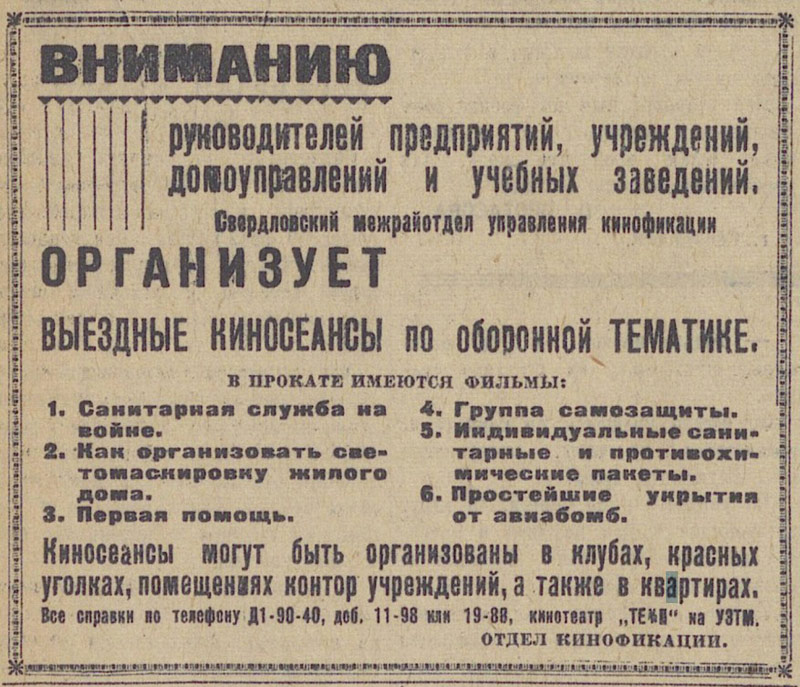 ВНИМАНИЮ
руководителей предприятий, учреждений,
домоуправлений и учебных заведений.
Свердловский межрайотдел управления кинофикации
ОРГАНИЗУЕТ
ВЫЕЗДНЫЕ КИНОСЕАНСЫ по оборонной ТЕМАТИКЕ.
В ПРОКАТЕ ИМЕЮТСЯ ФИЛЬМЫ:
1. Санитарная служба на
войне.
2. Как организовать све-
томаскировку жилого
дома.
3. Первая помощь.
4. Группа самозащиты.
5. Индивидуальные сани-
тарные и противохи-
мические пакеты.
6. Простейшие укрытия
от авиабомб.
Киносеансы могут быть организованы в клубах, красных
уголках, помещениях контор учреждений, а также в квартирах.
Все справки по телефону Д1-90-40, доб. 11-98 или 19-88, кинотеатр „ТЕМП" на УЗТМ.
ОТДЕЛ КИНОФИКАЦИИ.